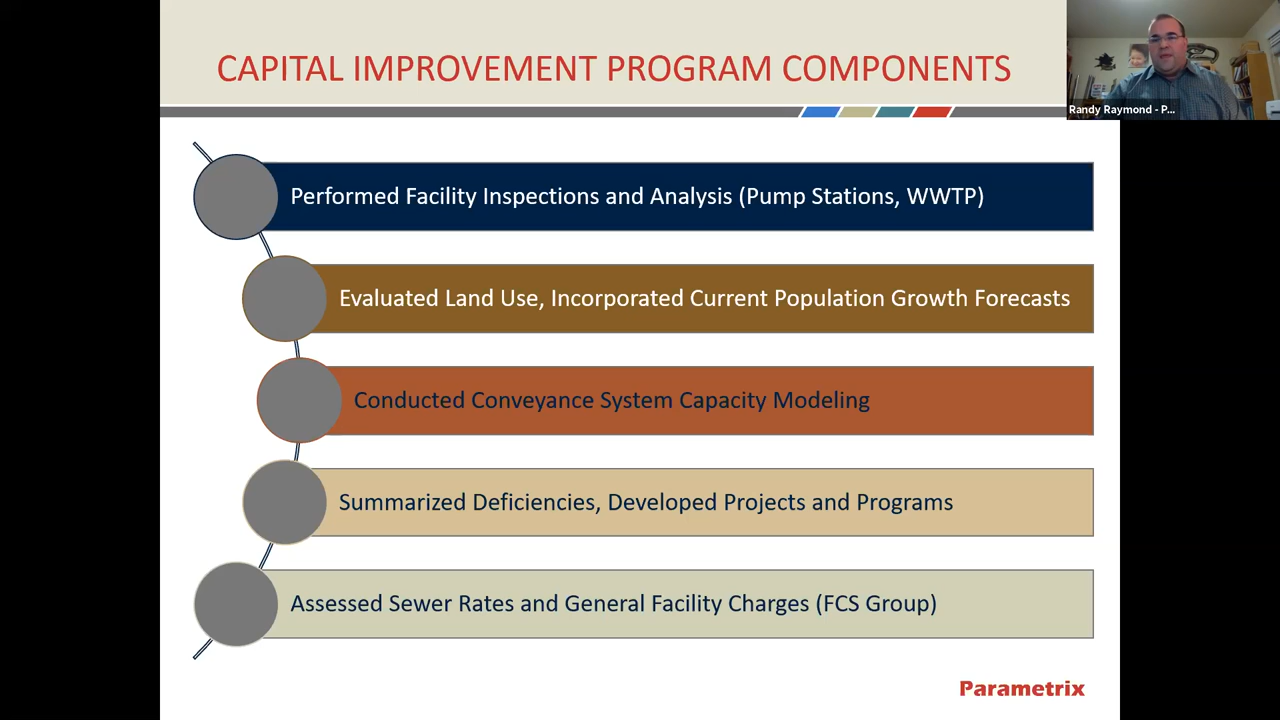 CAPITAL IMPROVEMENT PROGRAM COMPONENTS
Randy Raymond - P...
Performed Facility Inspections and Analysis (Pump Stations, WWTP)
Evaluated Land Use, Incorporated Current Population Growth Forecasts
Conducted Conveyance System Capacity Modeling
Summarized Deficiencies, Developed Projects and Programs
Assessed Sewer Rates and General Facility Charges (FCS Group)
Parametrix